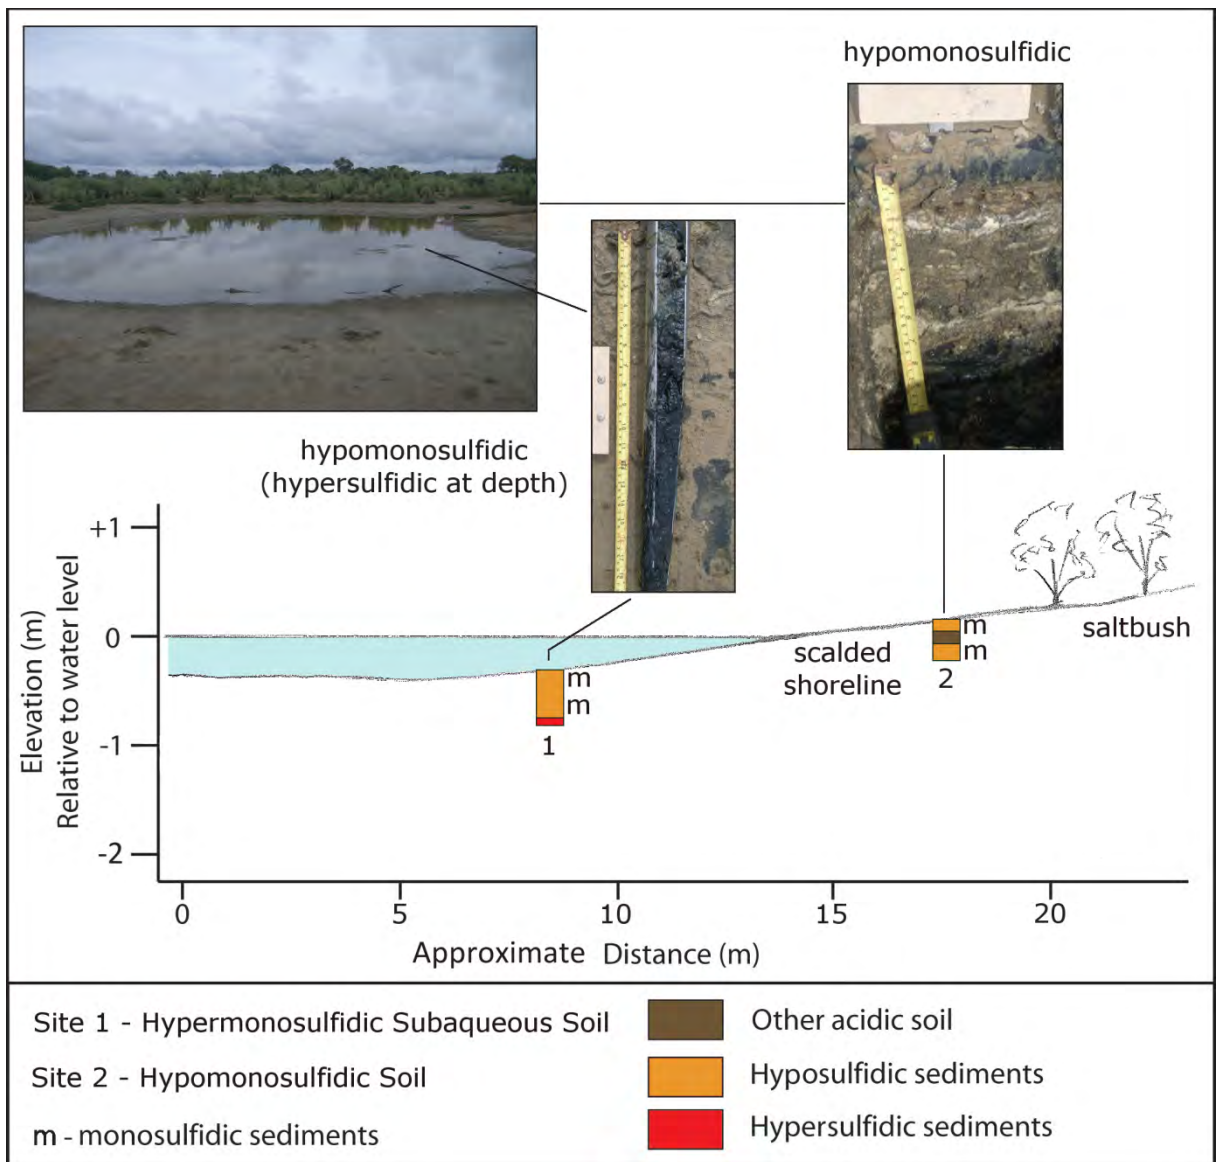 hypomonosulfidic
hypomonosulfidic
(hypersulfidic at depth)
Elevation (m)
Relative to water level
+1
0
-1
-2
m
m
1
scalded
shoreline
m
m
2
saltbush
0
5
10
15
20
Approximate Distance (m)
Site 1 - Hypermonosulfidic Subaqueous Soil
Site 2 - Hypomonosulfidic Soil
m - monosulfidic sediments
Other acidic soil
Hyposulfidic sediments
Hypersulfidic sediments